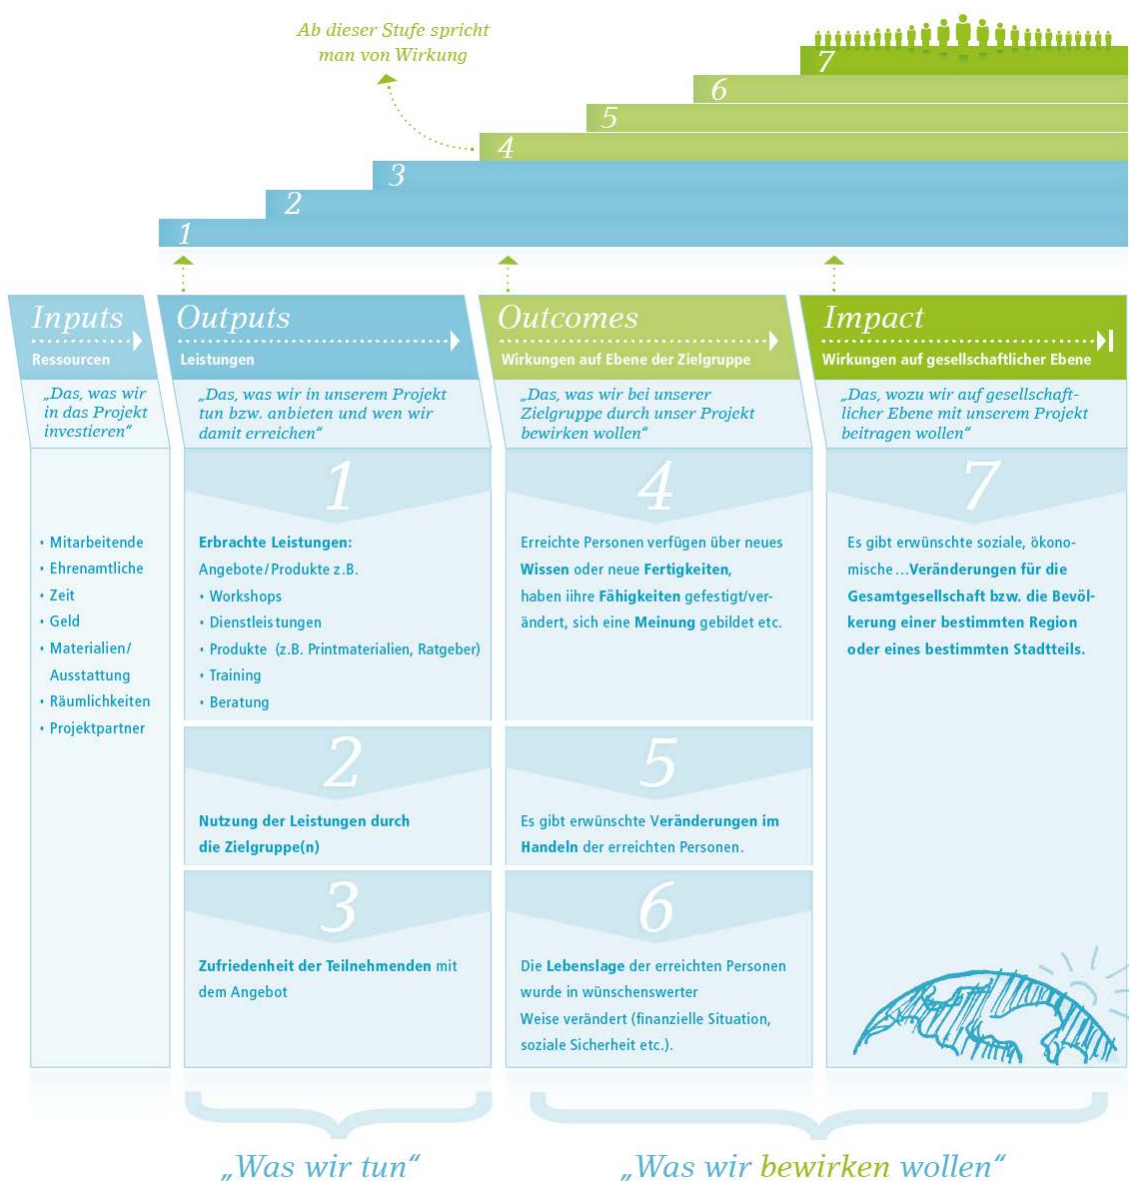 Ab dieser Stufe spricht
man von Wirkung
7
6
5
4
3
2
1
Inputs
Ressourcen
„Das, was wir
in das Projekt
investieren“
• Mitarbeitende
• Ehrenamtliche
• Zeit
• Geld
• Materialien/
Ausstattung
• Räumlichkeiten
• Projektpartner
Outputs
Leistungen
„Das, was wir in unserem Projekt
tun bzw. anbieten und wen wir
damit erreichen“
1
Erbrachte Leistungen:
Angebote/Produkte z.B.
• Workshops
• Dienstleistungen
• Produkte (z.B. Printmaterialien, Ratgeber)
• Training
• Beratung
2
Nutzung der Leistungen durch
die Zielgruppe(n)
3
Zufriedenheit der Teilnehmenden mit
dem Angebot
Outcomes
Wirkungen auf Ebene der Zielgruppe
„Das, was wir bei unserer
Zielgruppe durch unser Projekt
bewirken wollen“
4
Erreichte Personen verfügen über neues
Wissen oder neue Fertigkeiten,
haben iihre Fähigkeiten gefestigt/ver-
ändert, sich eine Meinung gebildet etc.
5
Es gibt erwünschte Veränderungen im
Handeln der erreichten Personen.
6
Die Lebenslage der erreichten Personen
wurde in wünschenswerter
Weise verändert (finanzielle Situation,
soziale Sicherheit etc.).
Impact
Wirkungen auf gesellschaftlicher Ebene
„Das, wozu wir auf gesellschaft-
licher Ebene mit unserem Projekt
beitragen wollen“
7
Es gibt erwünschte soziale, ökono-
mische ...Veränderungen für die
Gesamtgesellschaft bzw. die Bevöl-
kerung einer bestimmten Region
oder eines bestimmten Stadtteils.
„Was wir tun“
„Was wir bewirken wollen“